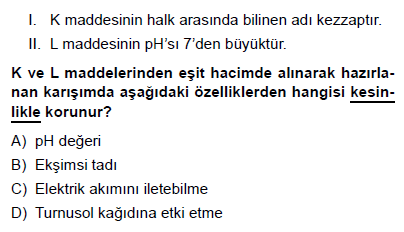 I. K maddesinin halk arasında bilinen adı kezzaptır.
II. L maddesinin pH'sı 7'den büyüktür.
K ve L maddelerinden eşit hacimde alınarak hazırla-
nan karışımda aşağıdaki özelliklerden hangisi kesin-
likle korunur?
A) pH değeri
B) Ekşimsi tadı
C) Elektrik akımını iletebilme
D) Turnusol kağıdına etki etme